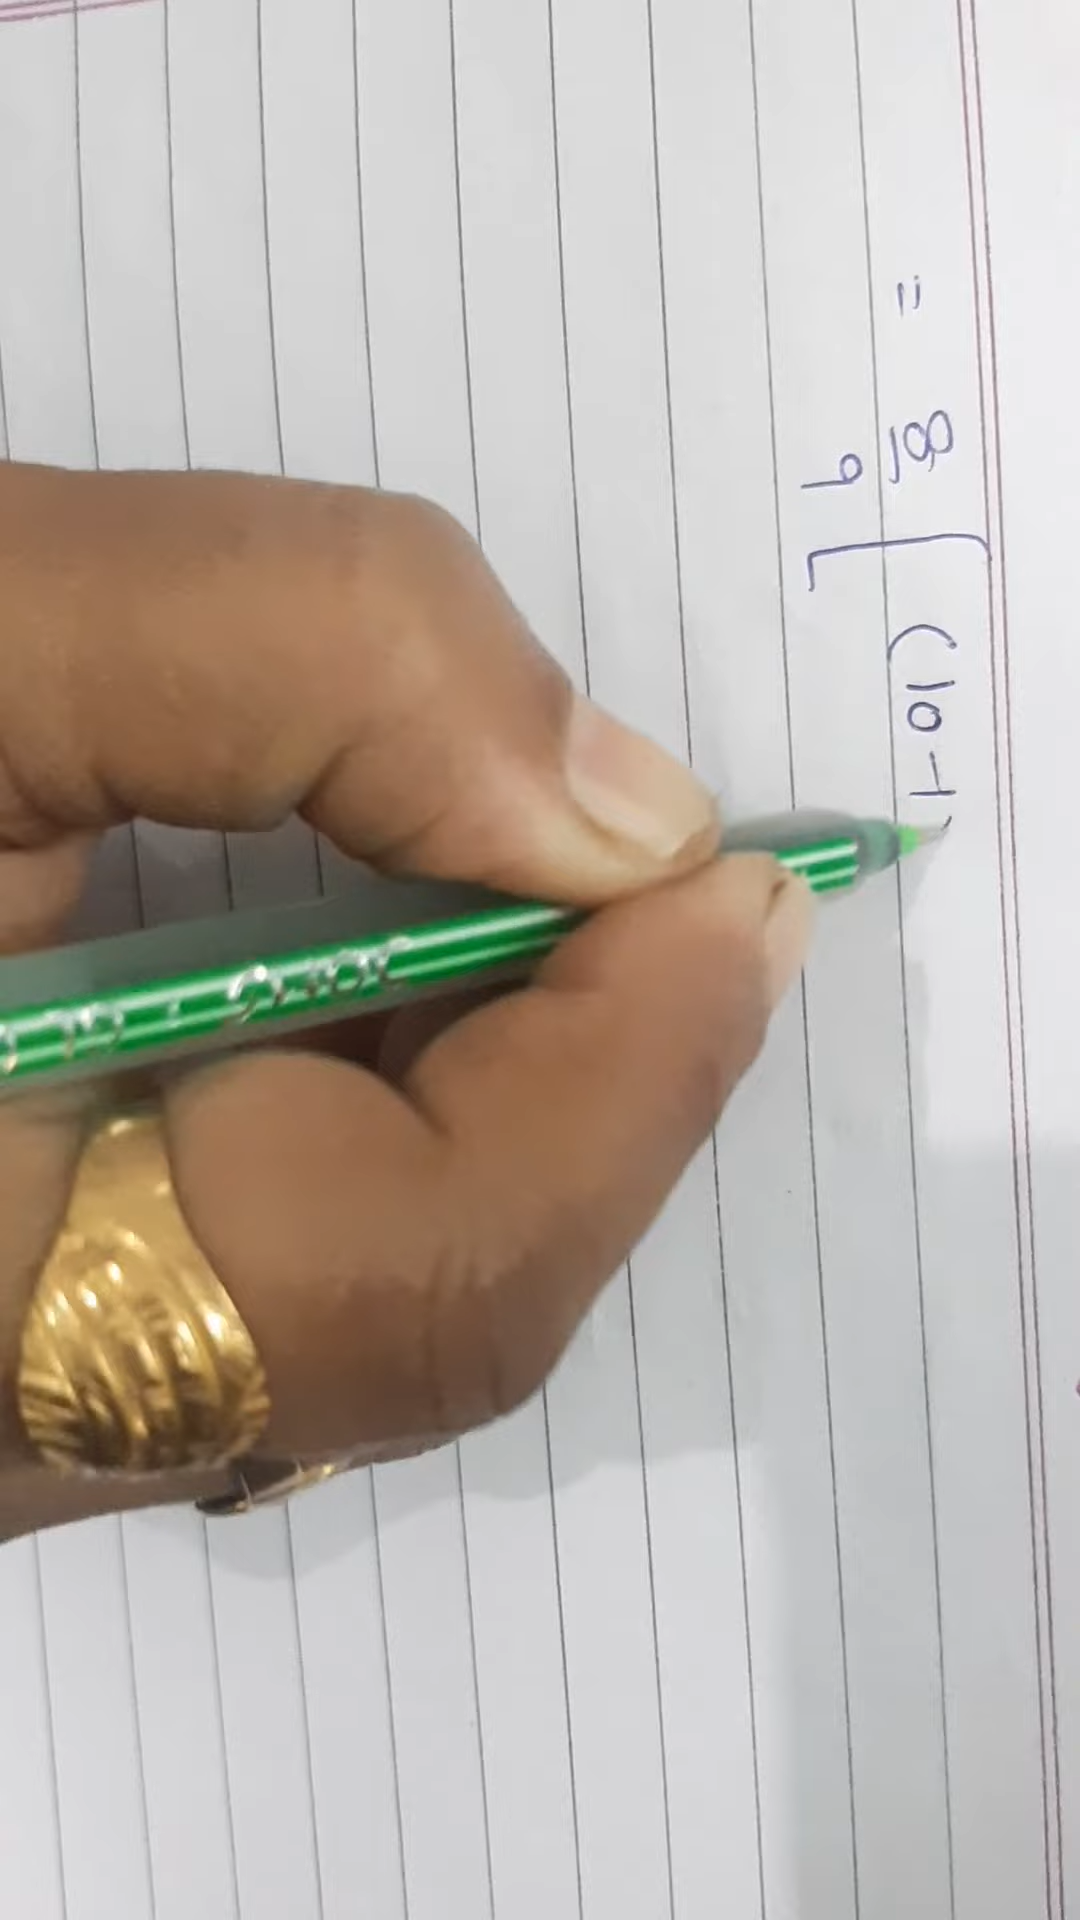 = 8/9 [ (10-1)